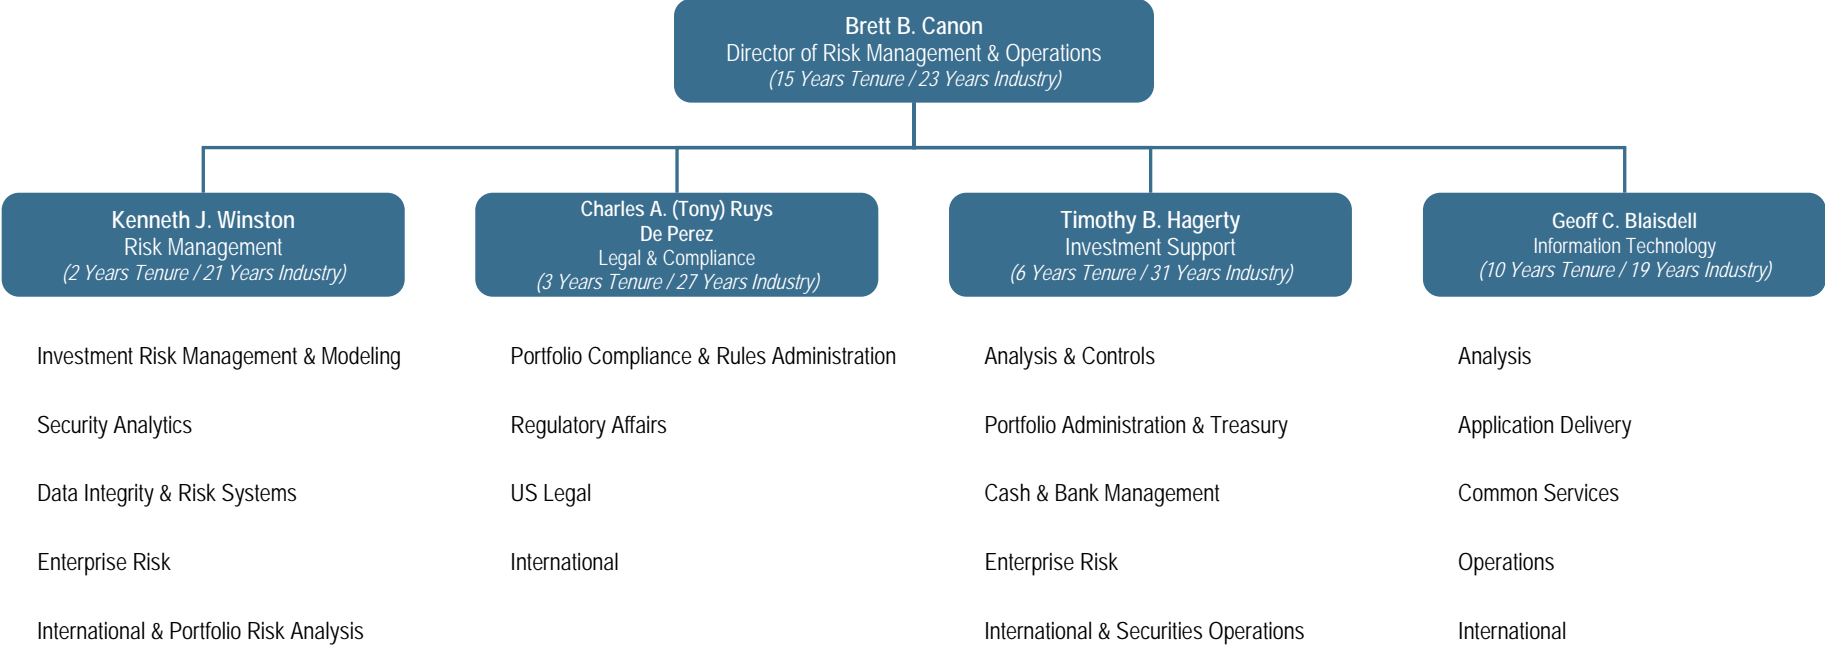 Brett B. Canon
Director of Risk Management & Operations
(15 Years Tenure / 23 Years Industry)
Kenneth J. Winston
Risk Management
(2 Years Tenure / 21 Years Industry)
Charles A. (Tony) Ruys
De Perez
Legal & Compliance
(3 Years Tenure / 27 Years Industry)
Timothy B. Hagerty
Investment Support
(6 Years Tenure / 31 Years Industry)
Geoff C. Blaisdell
Information Technology
(10 Years Tenure / 19 Years Industry)
Investment Risk Management & Modeling
Security Analytics
Data Integrity & Risk Systems
Enterprise Risk
International & Portfolio Risk Analysis
Portfolio Compliance & Rules Administration
Regulatory Affairs
US Legal
International
Analysis & Controls
Portfolio Administration & Treasury
Cash & Bank Management
Enterprise Risk
International & Securities Operations
Analysis
Application Delivery
Common Services
Operations
International